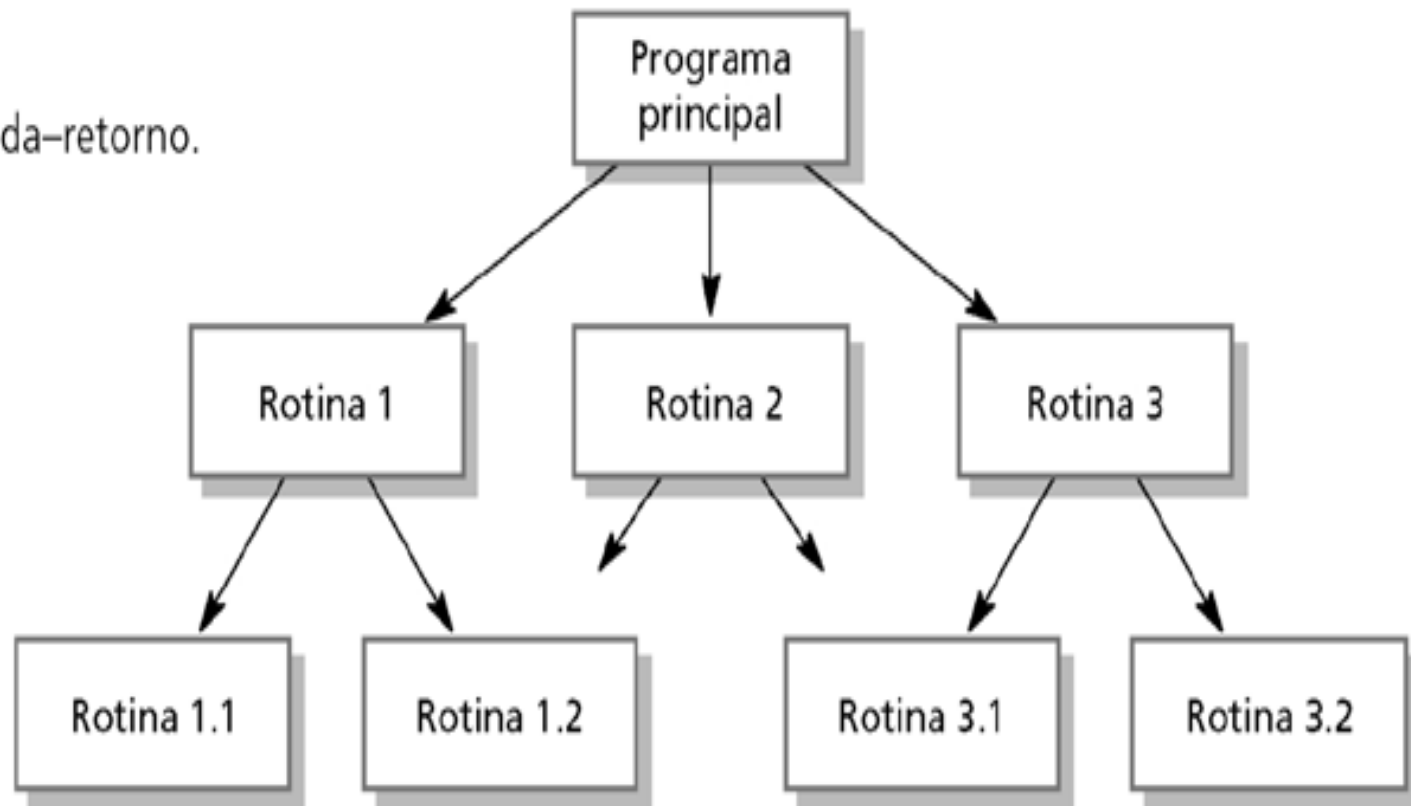 Programa
principal
da–retorno.
Rotina 1
Rotina 2
Rotina 3
Rotina 1.1
Rotina 1.2
Rotina 3.1
Rotina 3.2